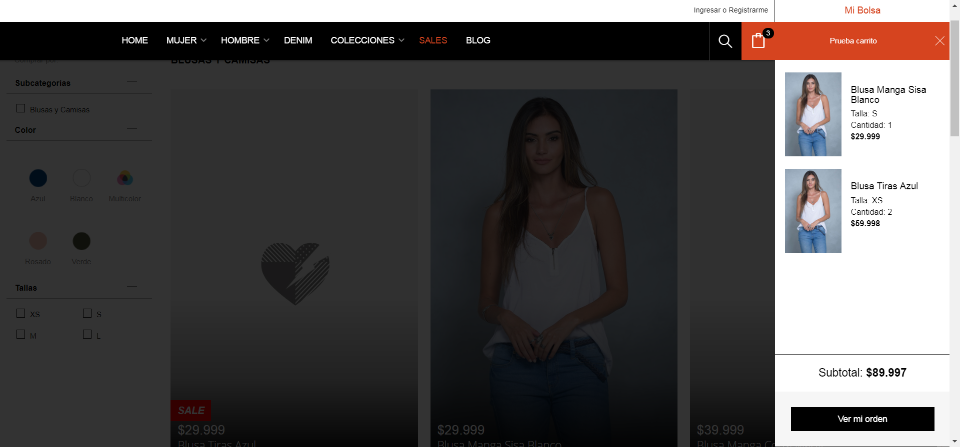 Ingresar o Registrarme
Mi Bolsa
HOME MUJER HOMBRE DENIM COLECCIONES SALES BLOG
3
Prueba carrito
BLUSAS Y CAMISAS
Subcategorías
Blusas y Camisas
Color
Azul Blanco Multicolor
Rosado Verde
Tallas
XS S
M L
SALE
$29.999
Blusa Tiras Azul
$29.999
Blusa Manga Sisa Blanco
$39.999
Blusa Manga
Blusa Manga Sisa
Blanco
Talla: S
Cantidad: 1
$29.999
Blusa Tiras Azul
Talla: XS
Cantidad: 2
$59.998
Subtotal: $89.997
Ver mi orden